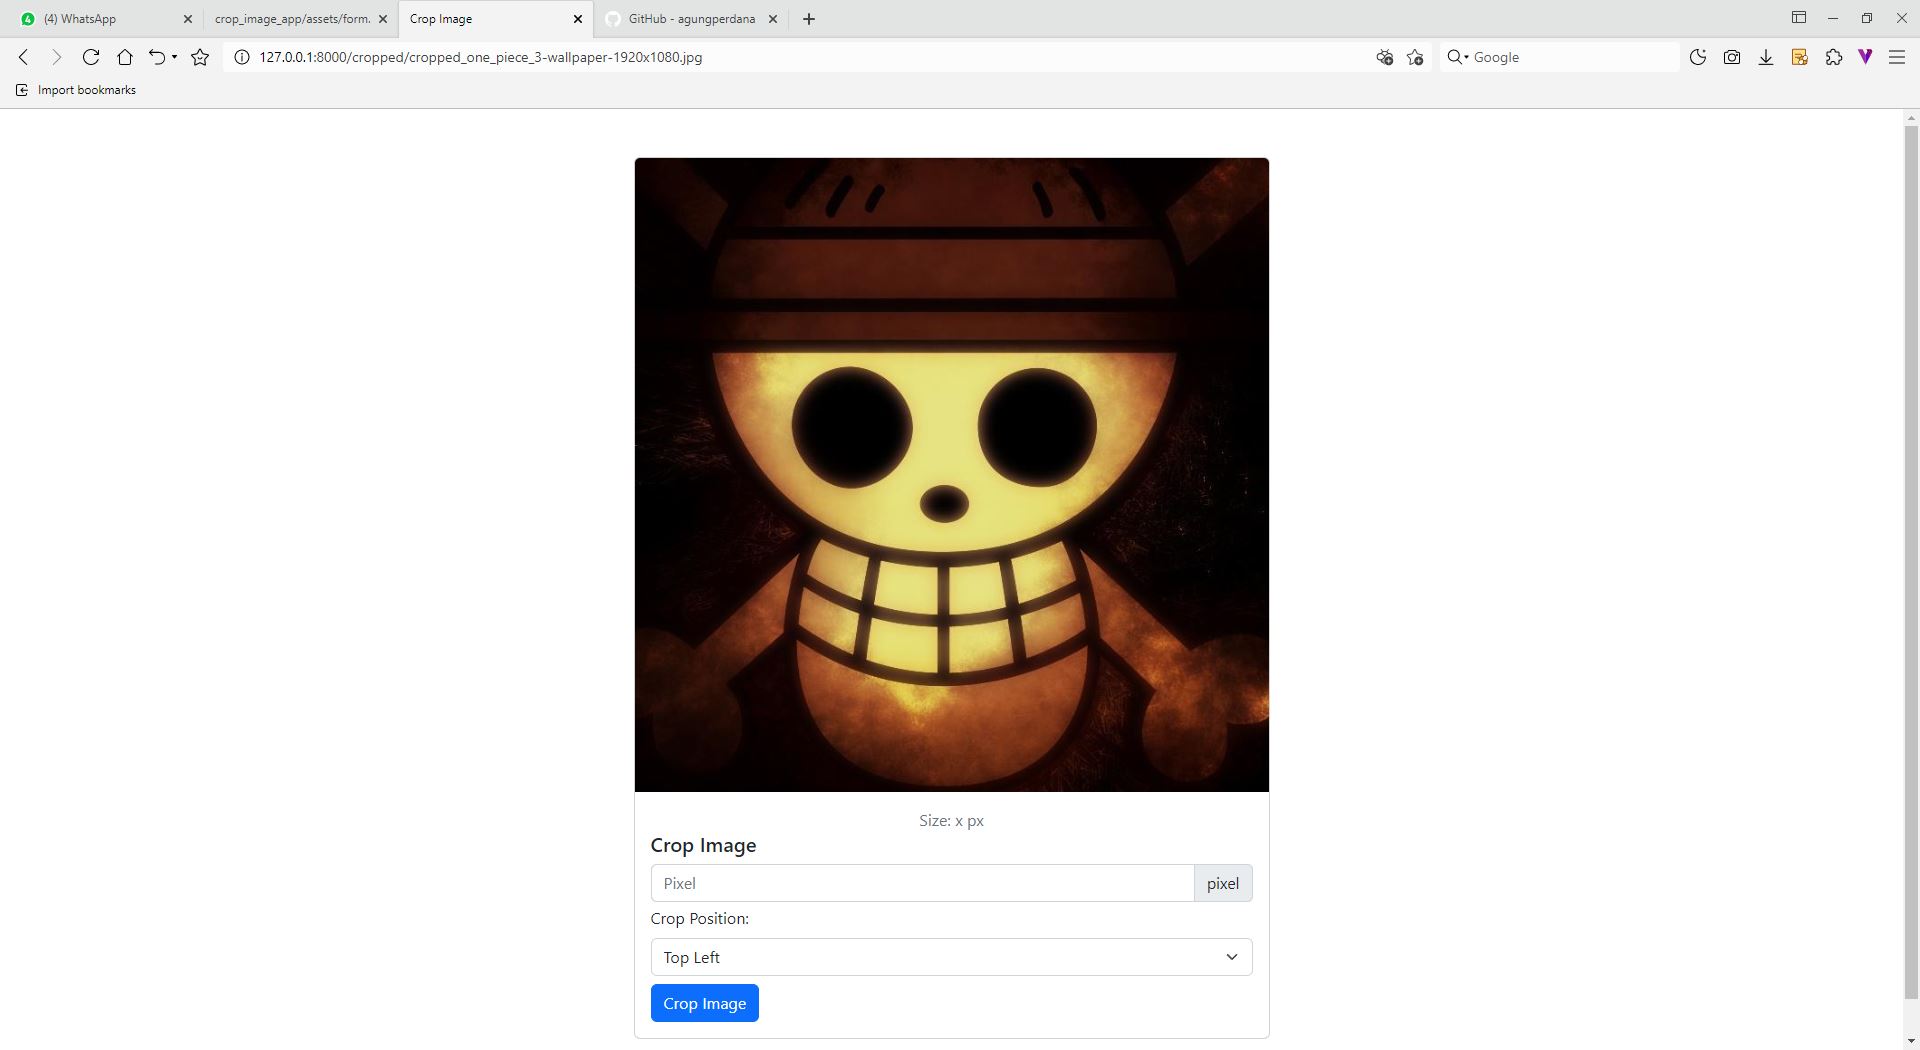 (4) WhatsApp
crop_image_app/assets/form.
Crop Image
GitHub - agungperdana
127.0.0.1:8000/cropped/cropped_one_piece_3-wallpaper-1920x1080.jpg
Google
Import bookmarks
Size: x px
Crop Image
Pixel
pixel
Crop Position:
Top Left
Crop Image